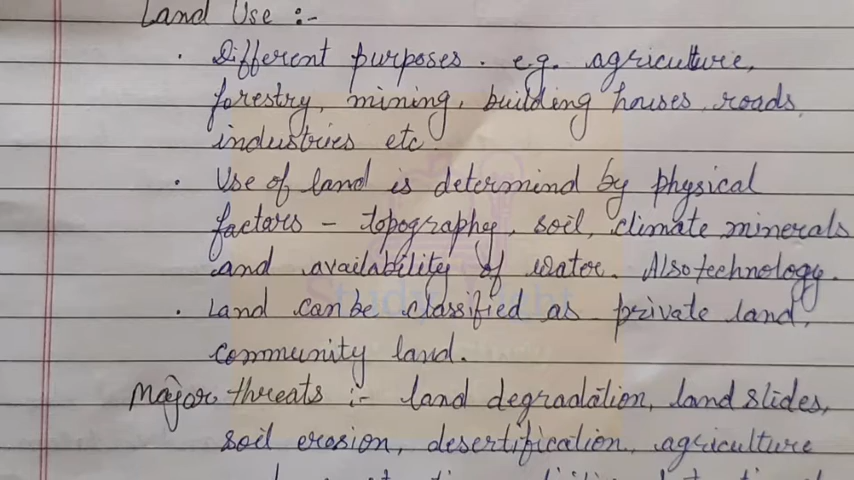 Land Use :-
· Different purposes. e.g. agriculture,
forestry, mining, building houses, roads,
industries etc.
· Use of land is determind by physical
factors - topography, soil, climate minerals
and availability of water. Also technology.
· Land can be classified as private land,
community land.
Major threats :- land degradation, land slides,
soil erosion, desertification, agriculture